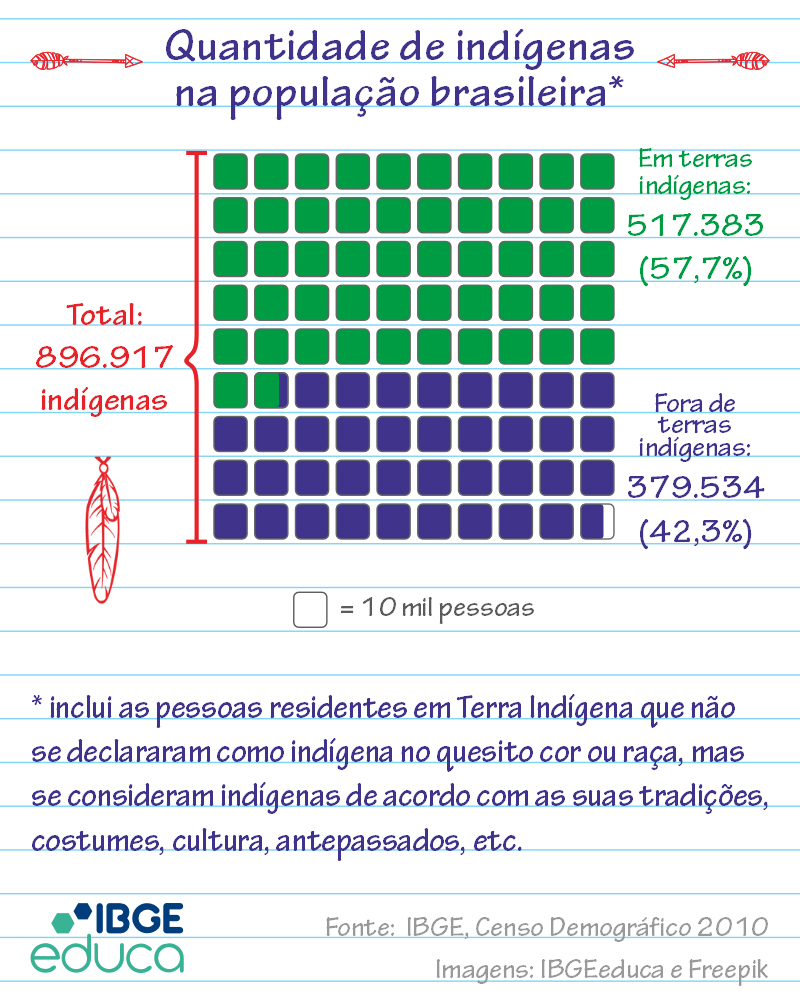 Quantidade de indígenas
na população brasileira*
Em terras
indígenas:
517.383
(57,7%)
Total:
896.917
indígenas
Fora de
terras
indígenas:
379.534
(42,3%)
= 10 mil pessoas
* inclui as pessoas residentes em Terra Indígena que não
se declararam como indígena no quesito cor ou raça, mas
se consideram indígenas de acordo com as suas tradições,
costumes, cultura, antepassados, etc.
IBGE
educa
Fonte: IBGE, Censo Demográfico 2010
Imagens: IBGEeduca e Freepik